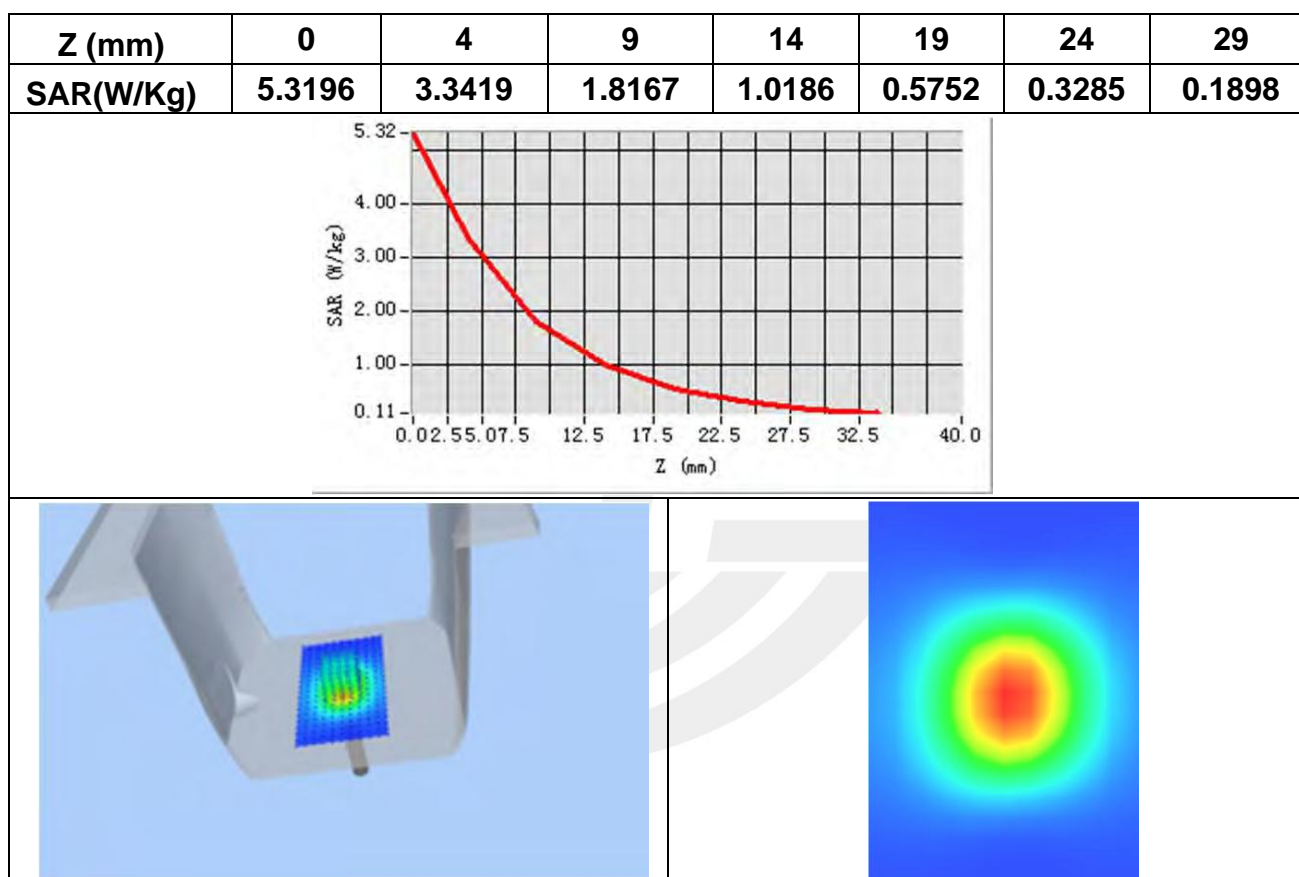 Z (mm) 0 4 9 14 19 24 29
SAR(W/Kg) 5.3196 3.3419 1.8167 1.0186 0.5752 0.3285 0.1898
5.32
4.00
3.00
2.00
1.00
0.11
SAR (W/kg)
0.0 2.5 5.0 7.5 12.5 17.5 22.5 27.5 32.5 40.0
Z (mm)